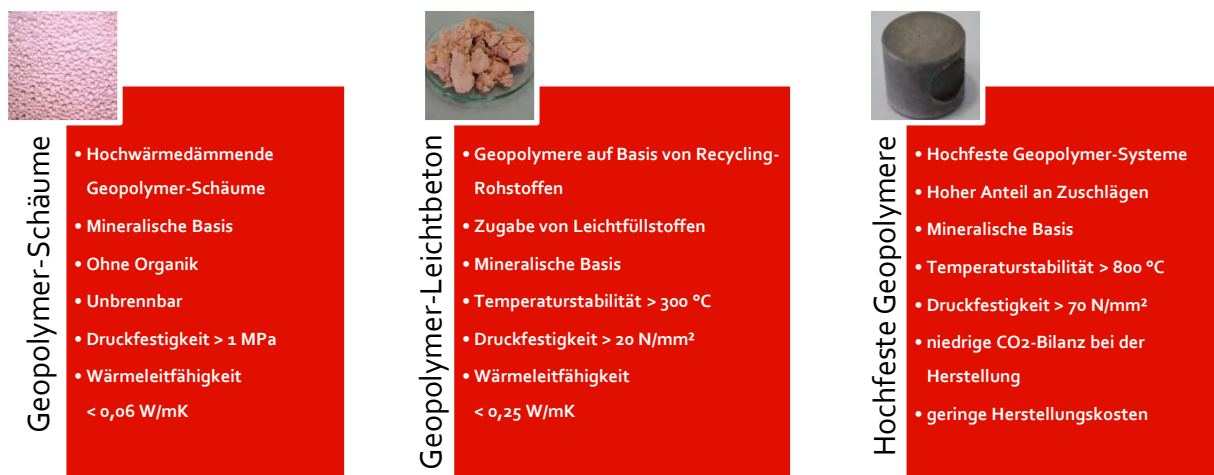 Geopolymer-Schäume
• Hochwärmedämmende
Geopolymer-Schäume
• Mineralische Basis
• Ohne Organik
• Unbrennbar
• Druckfestigkeit > 1 MPa
• Wärmeleitfähigkeit
< 0,06 W/mK
Geopolymer-Leichtbeton
• Geopolymere auf Basis von Recycling-
Rohstoffen
• Zugabe von Leichtfüllstoffen
• Mineralische Basis
• Temperaturstabilität > 300 °C
• Druckfestigkeit > 20 N/mm²
• Wärmeleitfähigkeit
< 0,25 W/mK
Hochfeste Geopolymere
• Hochfeste Geopolymer-Systeme
• Hoher Anteil an Zuschlägen
• Mineralische Basis
• Temperaturstabilität > 800 °C
• Druckfestigkeit > 70 N/mm²
• niedrige CO2-Bilanz bei der
Herstellung
• geringe Herstellungskosten